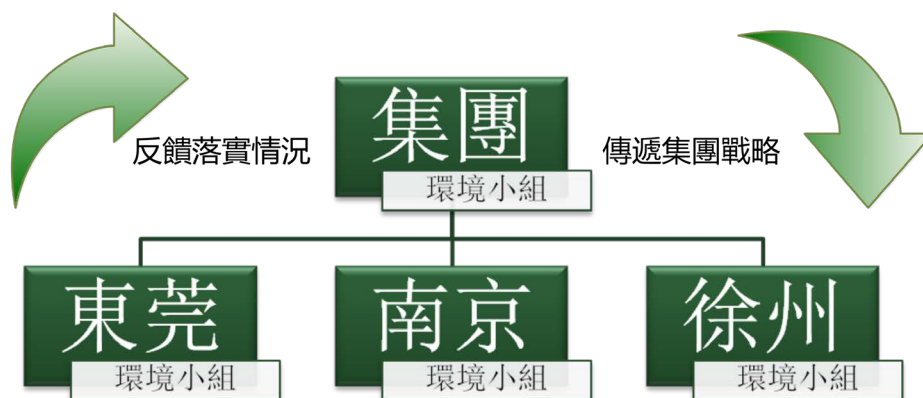 集團
反饋落實情況
傳遞集團戰略
環境小組
東莞
南京
徐州
環境小組
環境小組
環境小組